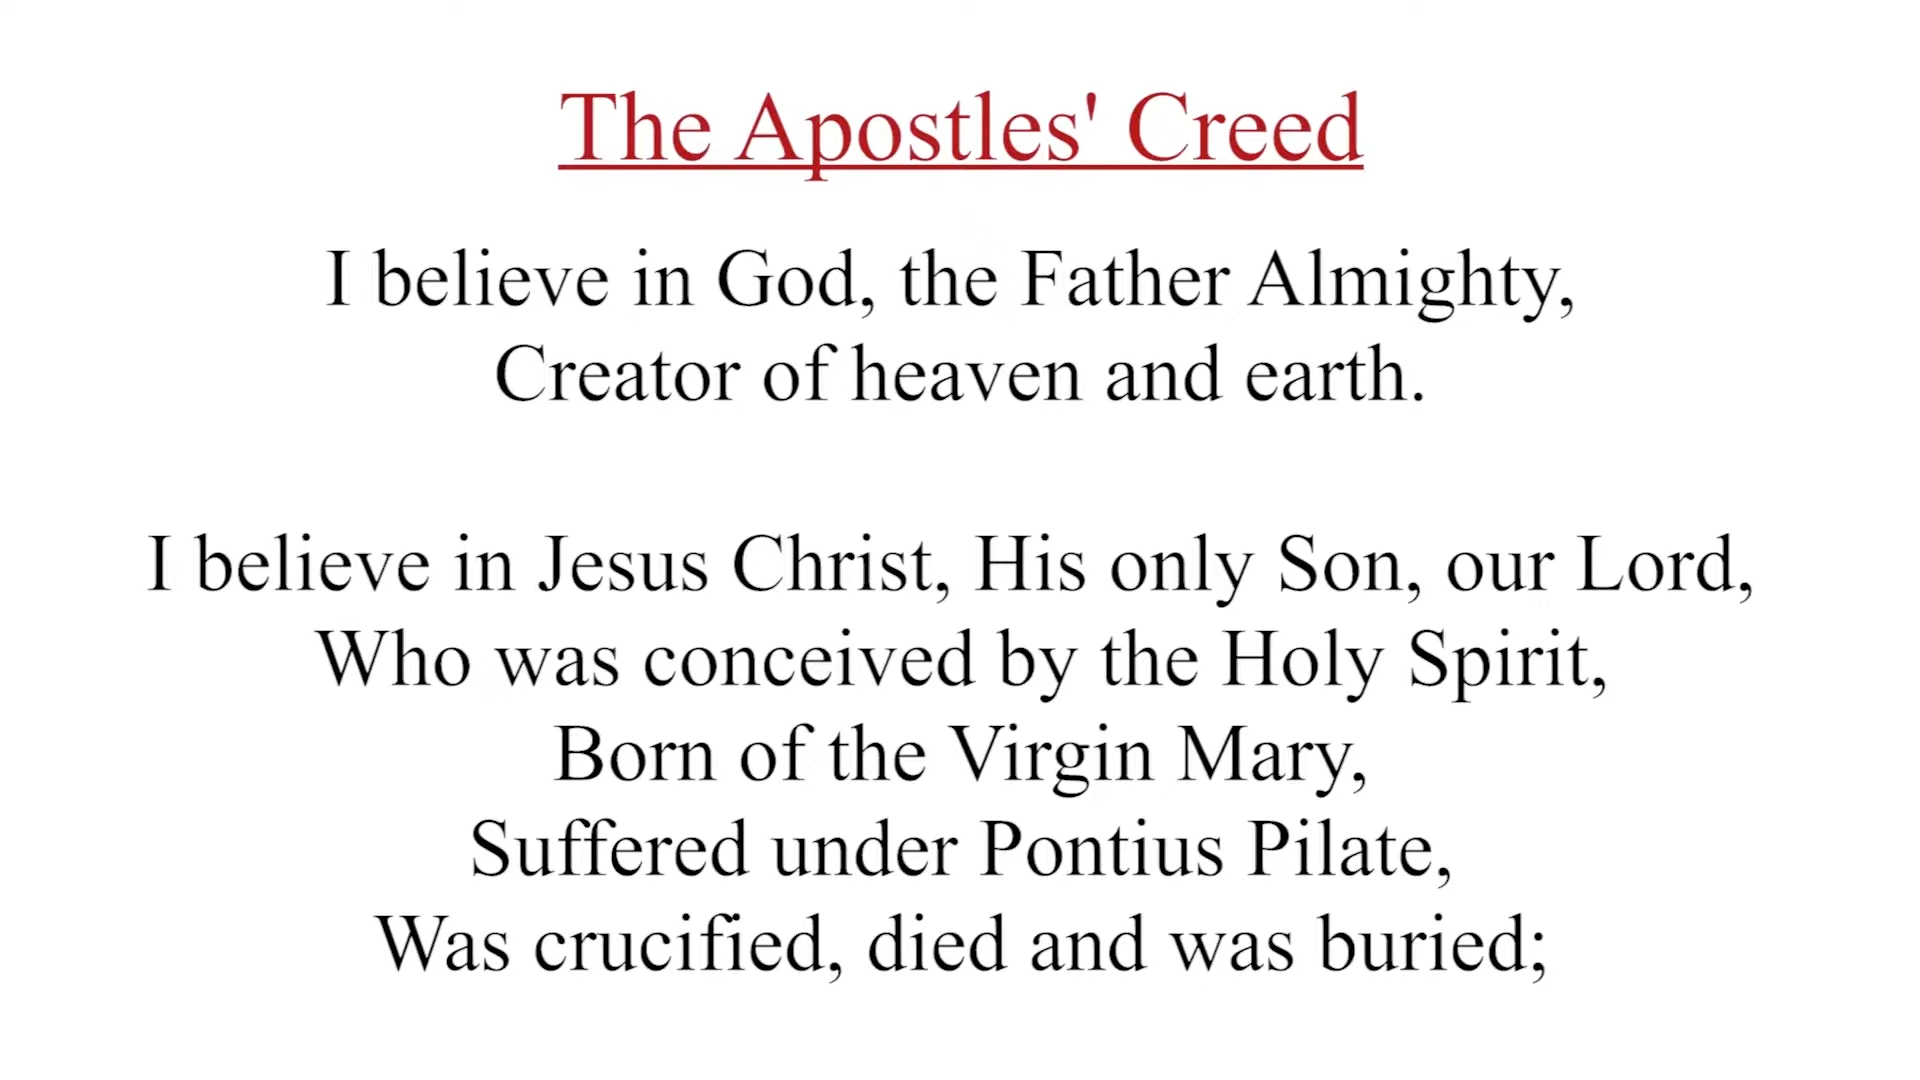 The Apostles' Creed
I believe in God, the Father Almighty,
Creator of heaven and earth.
I believe in Jesus Christ, His only Son, our Lord,
Who was conceived by the Holy Spirit,
Born of the Virgin Mary,
Suffered under Pontius Pilate,
Was crucified, died and was buried;